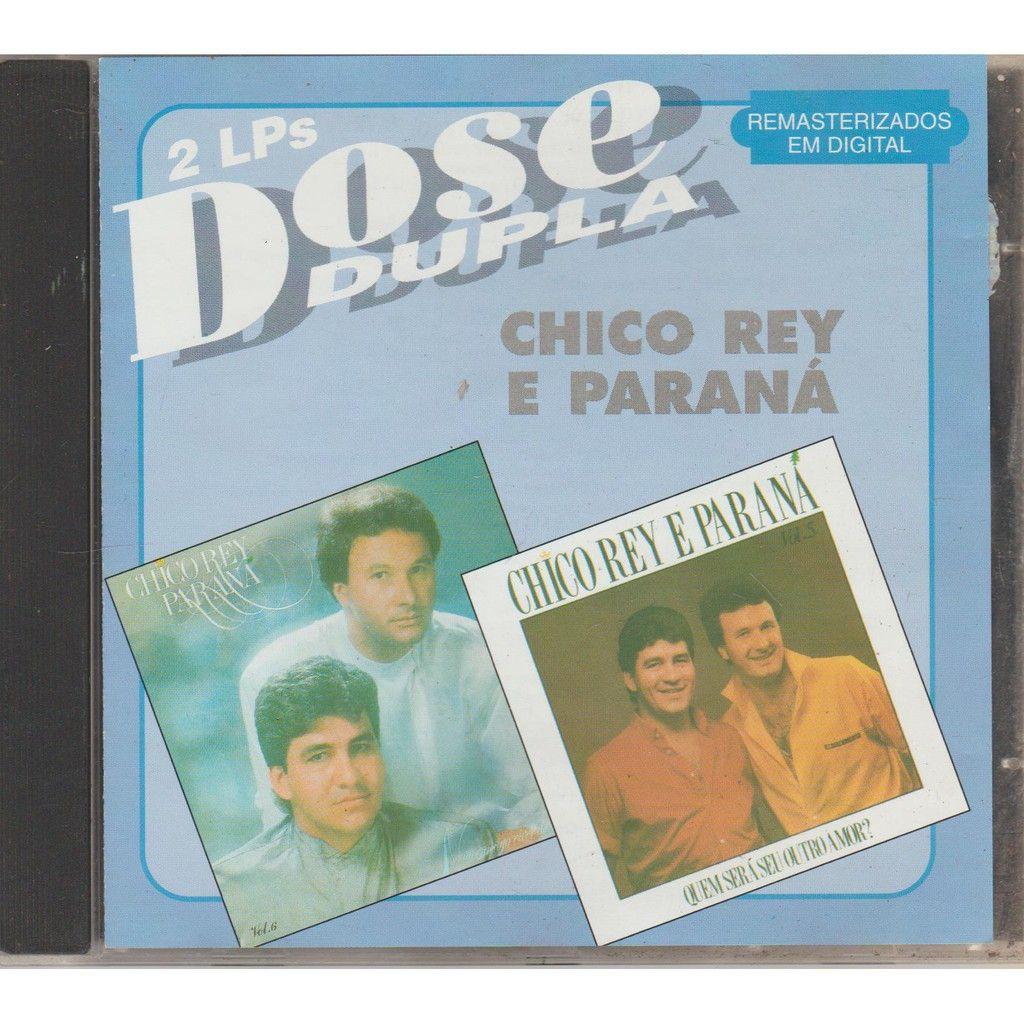 2 LPs
Dose
DUPLA
REMASTERIZADOS
EM DIGITAL
CHICO REY
E PARANÁ
CHICO REY
PARANÁ
Vol.6
CHICO·REY E PARANÁ
Vol.5
QUEM SERÁ SEU OUTRO AMOR?